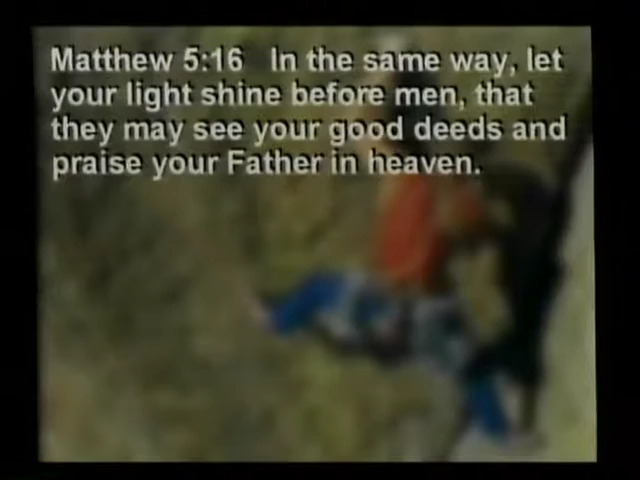 Matthew 5:16 In the same way, let
your light shine before men, that
they may see your good deeds and
praise your Father in heaven.